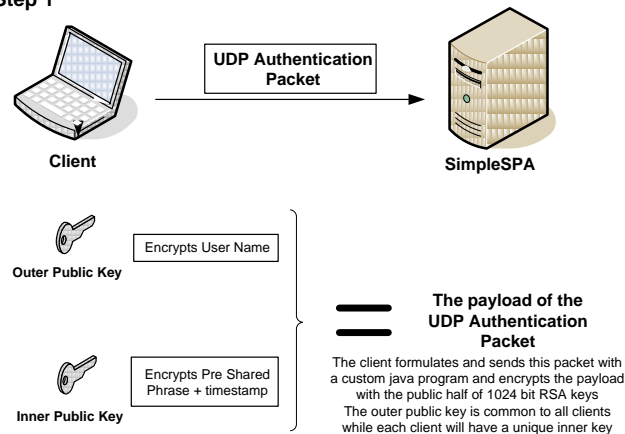 Step 1
UDP Authentication
Packet
Client
SimpleSPA
Outer Public Key
Encrypts User Name
Inner Public Key
Encrypts Pre Shared
Phrase + timestamp
The payload of the
UDP Authentication
Packet
The client formulates and sends this packet with
a custom java program and encrypts the payload
with the public half of 1024 bit RSA keys
The outer public key is common to all clients
while each client will have a unique inner key